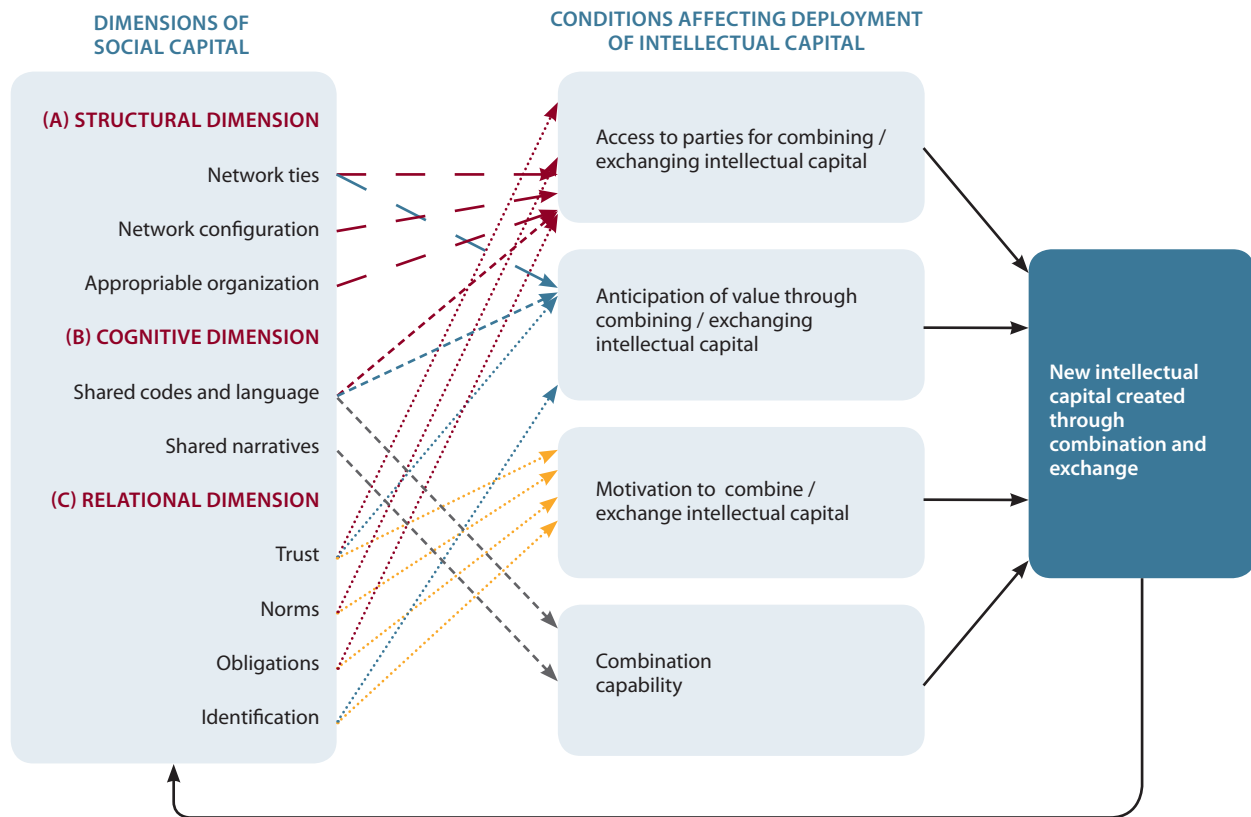 DIMENSIONS OF
SOCIAL CAPITAL
(A) STRUCTURAL DIMENSION
Network ties
Network configuration
Appropriable organization
(B) COGNITIVE DIMENSION
Shared codes and language
Shared narratives
(C) RELATIONAL DIMENSION
Trust
Norms
Obligations
Identification
CONDITIONS AFFECTING DEPLOYMENT
OF INTELLECTUAL CAPITAL
Access to parties for combining /
exchanging intellectual capital
Anticipation of value through
combining / exchanging
intellectual capital
Motivation to combine /
exchange intellectual capital
Combination
capability
New intellectual
capital created
through
combination and
exchange